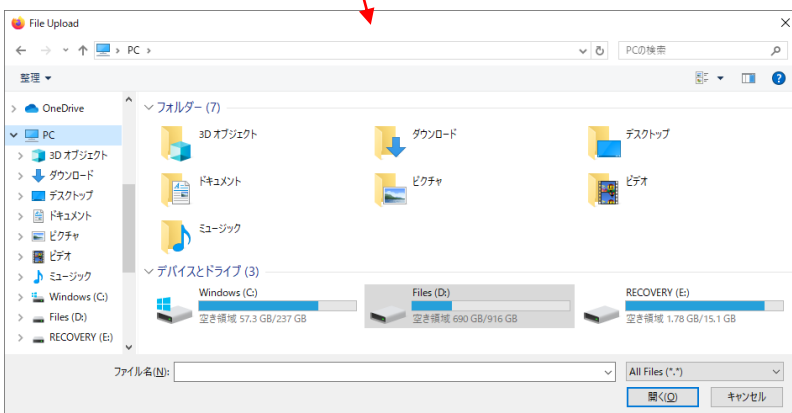 File Upload
PC
PCの検索
整理
OneDrive
PC
3D オブジェクト
ダウンロード
デスクトップ
ドキュメント
ピクチャ
ビデオ
ミュージック
Windows (C:)
Files (D:)
RECOVERY (E:)
フォルダー (7)
3D オブジェクト
ダウンロード
デスクトップ
ドキュメント
ピクチャ
ビデオ
ミュージック
デバイスとドライブ (3)
Windows (C:)
空き領域 57.3 GB/237 GB
Files (D:)
空き領域 690 GB/916 GB
RECOVERY (E:)
空き領域 1.78 GB/15.1 GB
ファイル名(N):
All Files (*.*)
開く(O)
キャンセル